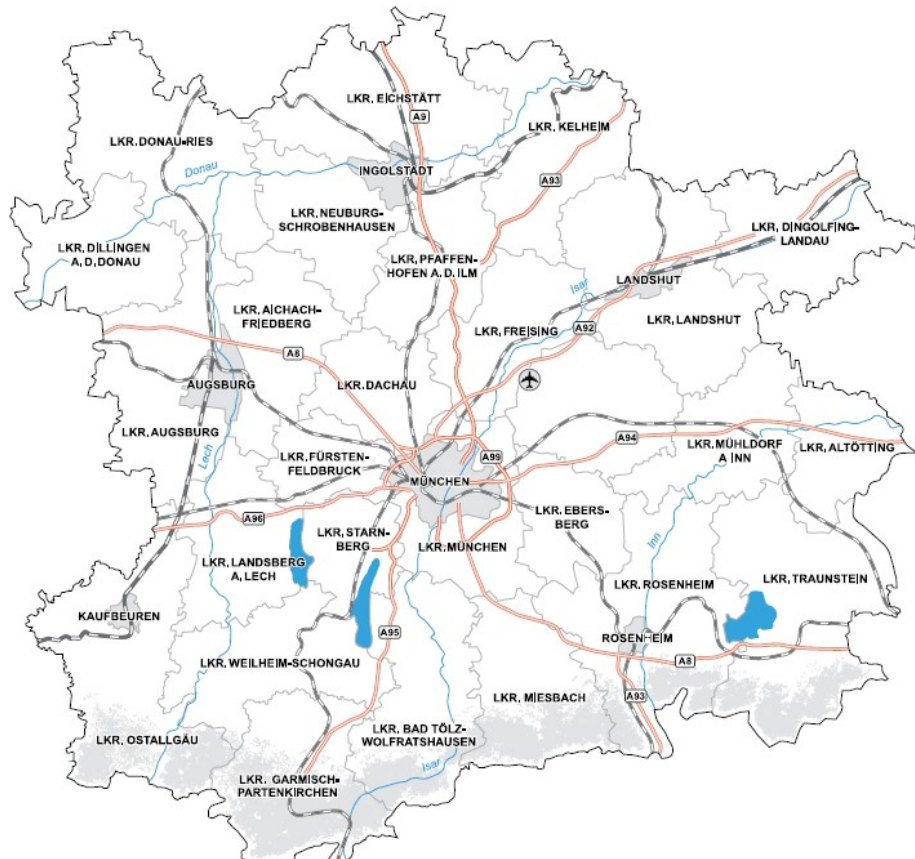 LKR. EICHSTÄTT
A9
LKR. KELHEIM
LKR. DONAU-RIES
Donau
INGOLSTADT
A93
LKR. NEUBURG-
SCHROBENHAUSEN
LKR. DINGOLFING-
LANDAU
LKR. DILLINGEN
A. D. DONAU
LKR. PFAFFEN-
HOFEN A. D. ILM
Isar
LANDSHUT
LKR. AICHACH-
FRIEDBERG
LKR. FREISING
A92
LKR. LANDSHUT
A8
LKR. DACHAU
AUGSBURG
LKR. AUGSBURG
Lech
A94
LKR. MÜHLDORF
A INN
LKR. ALTÖTTING
LKR. FÜRSTEN-
FELDBRUCK
A99
MÜNCHEN
A96
LKR. STARN-
BERG
LKR. EBERS-
BERG
LKR. MÜNCHEN
Inn
LKR. LANDSBERG
A. LECH
LKR. ROSENHEIM
LKR. TRAUNSTEIN
KAUFBEUREN
A95
ROSENHEIM
LKR. WEILHEIM-SCHONGAU
A8
A93
LKR. MIESBACH
LKR. OSTALLGÄU
LKR. BAD TÖLZ-
WOLFRATSHAUSEN
Isar
LKR. GARMISCH-
PARTENKIRCHEN